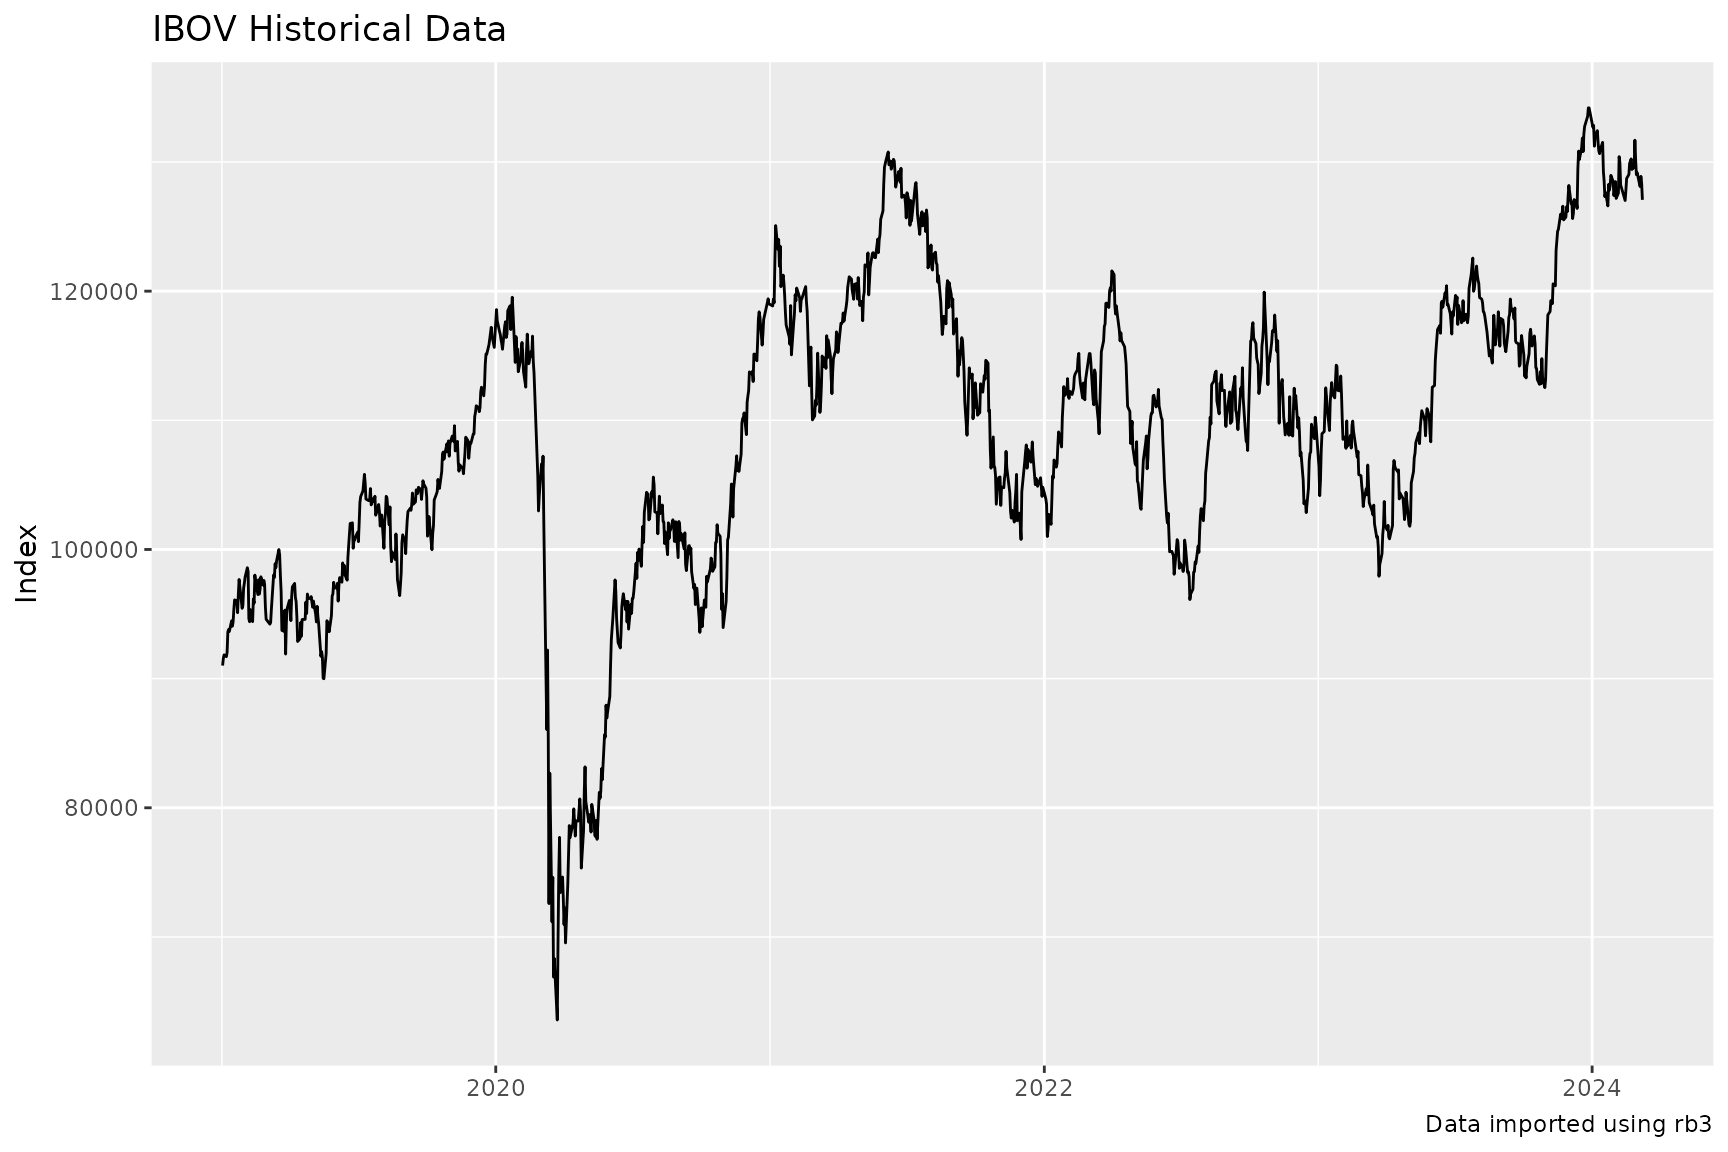 IBOV Historical Data
Index
120000
100000
80000
2020
2022
2024
Data imported using rb3